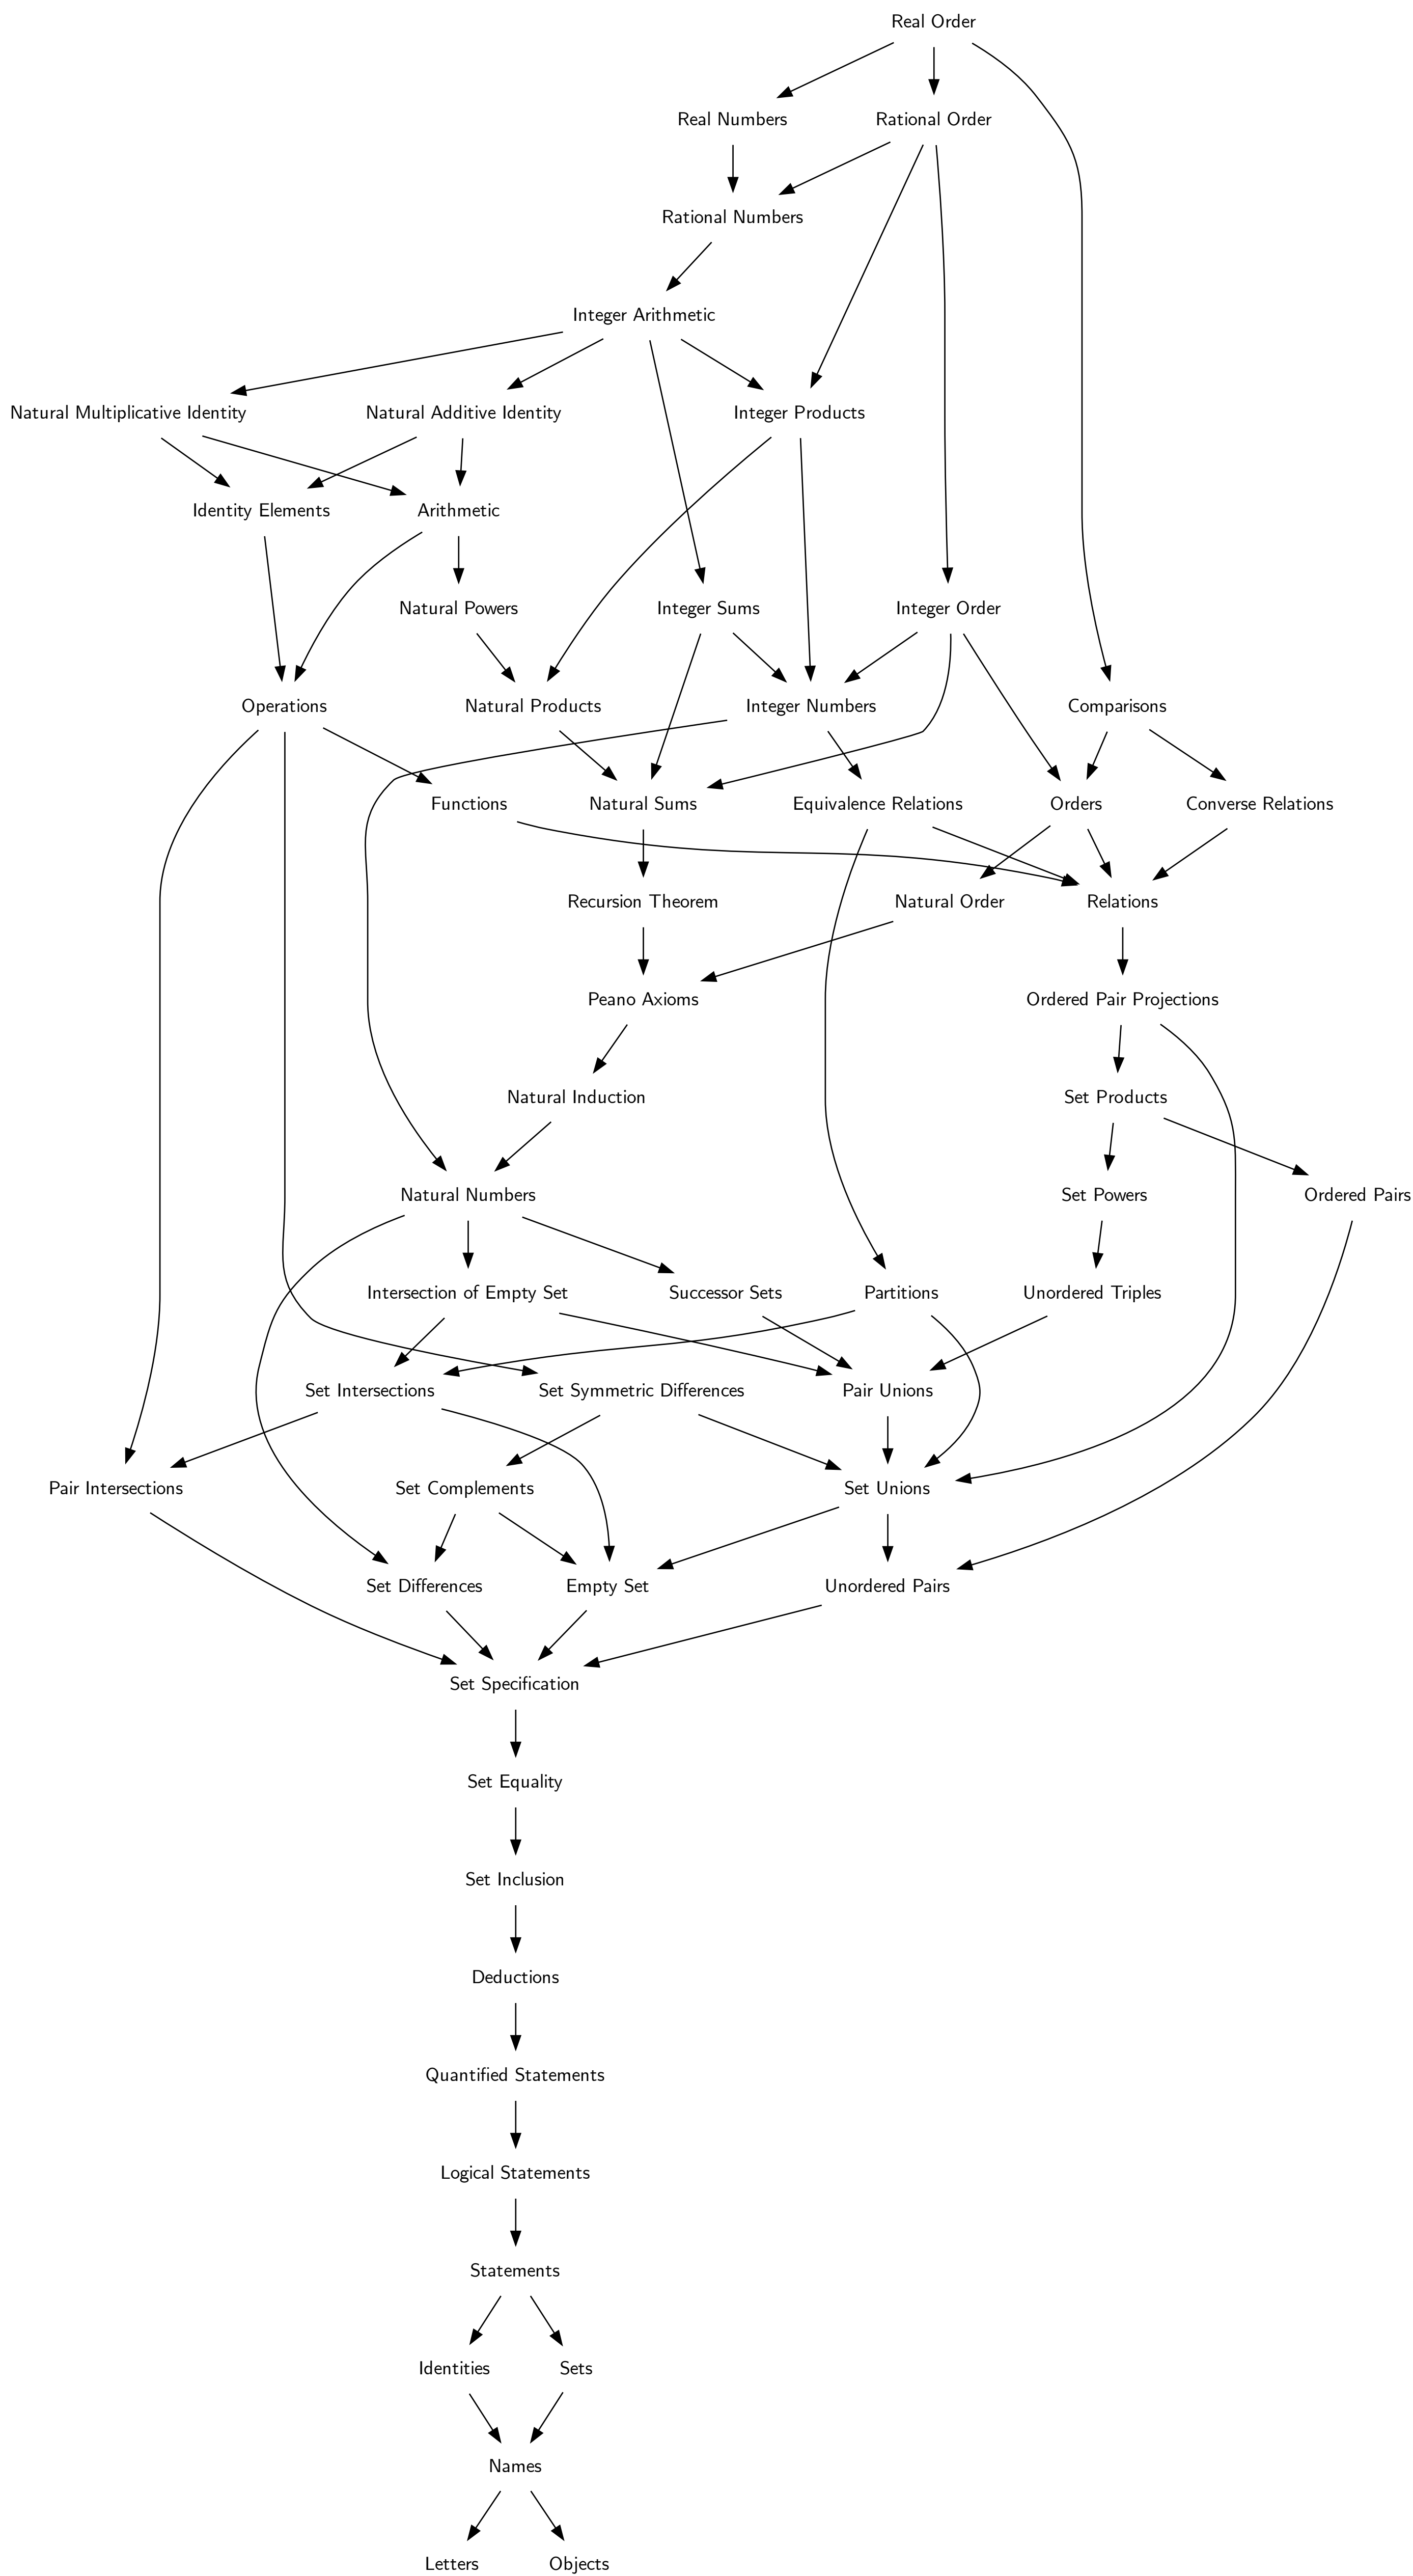 Real Order
Real Numbers
Rational Order
Rational Numbers
Integer Arithmetic
Natural Multiplicative Identity
Natural Additive Identity
Integer Products
Identity Elements
Arithmetic
Natural Powers
Integer Sums
Integer Order
Operations
Natural Products
Integer Numbers
Comparisons
Functions
Natural Sums
Equivalence Relations
Orders
Converse Relations
Recursion Theorem
Natural Order
Relations
Peano Axioms
Ordered Pair Projections
Natural Induction
Set Products
Natural Numbers
Set Powers
Ordered Pairs
Intersection of Empty Set
Successor Sets
Partitions
Unordered Triples
Set Intersections
Set Symmetric Differences
Pair Unions
Pair Intersections
Set Complements
Set Unions
Set Differences
Empty Set
Unordered Pairs
Set Specification
Set Equality
Set Inclusion
Deductions
Quantified Statements
Logical Statements
Statements
Identities
Sets
Names
Letters
Objects